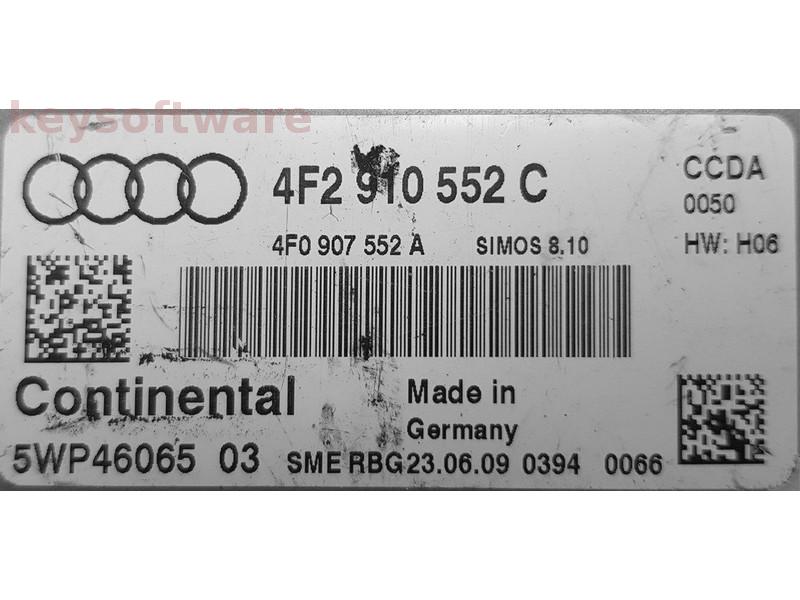 keysoftware
4F2 910 552 C
CCDA
0050
4F0 907 552 A SIMOS 8.10 HW: H06
Continental
Made in
Germany
5WP46065 03 SME RBG23.06.09 0394 0066